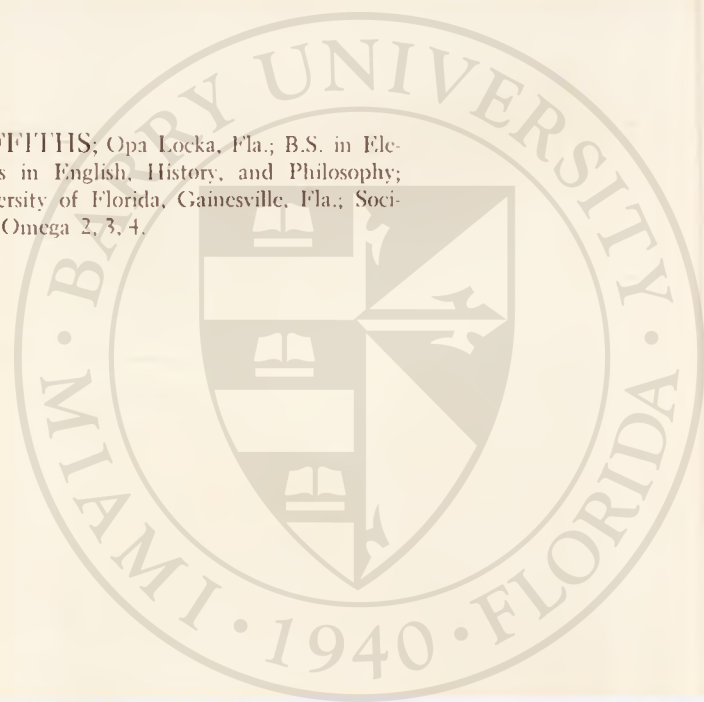 FFITHS; Opa Locka, Fla.; B.S. in Ele-
s in English, History, and Philosophy;
ersity of Florida, Gainesville, Fla.; Soci-
Omega 2, 3, 4.
BARRY UNIVERSITY
MIAMI · 1940 · FLORIDA